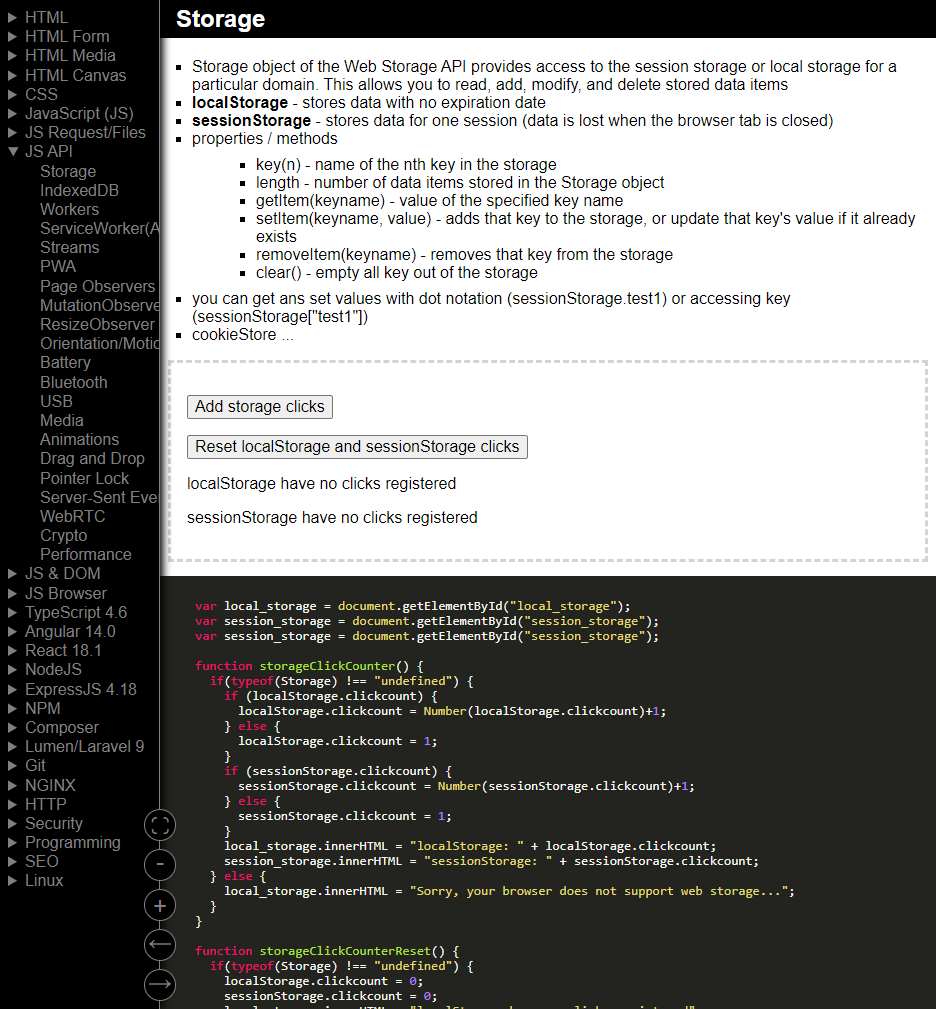 HTML
HTML Form
HTML Media
HTML Canvas
CSS
JavaScript (JS)
JS Request/Files
JS API
Storage
IndexedDB
Workers
ServiceWorker(A
Streams
PWA
Page Observers
MutationObserve
ResizeObserver
Orientation/Motio
Battery
Bluetooth
USB
Media
Animations
Drag and Drop
Pointer Lock
Server-Sent Eve
WebRTC
Crypto
Performance
JS & DOM
JS Browser
TypeScript 4.6
Angular 14.0
React 18.1
NodeJS
ExpressJS 4.18
NPM
Composer
Lumen/Laravel 9
Git
NGINX
HTTP
Security
Programming
SEO
Linux
Storage
Storage object of the Web Storage API provides access to the session storage or local storage for a
particular domain. This allows you to read, add, modify, and delete stored data items
localStorage - stores data with no expiration date
sessionStorage - stores data for one session (data is lost when the browser tab is closed)
properties / methods
key(n) - name of the nth key in the storage
length - number of data items stored in the Storage object
getItem(keyname) - value of the specified key name
setItem(keyname, value) - adds that key to the storage, or update that key's value if it already
exists
removeItem(keyname) - removes that key from the storage
clear() - empty all key out of the storage
you can get ans set values with dot notation (sessionStorage.test1) or accessing key
(sessionStorage["test1"])
cookieStore ...
Add storage clicks
Reset localStorage and sessionStorage clicks
localStorage have no clicks registered
sessionStorage have no clicks registered
var local_storage = document.getElementById("local_storage");
var session_storage = document.getElementById("session_storage");
var session_storage = document.getElementById("session_storage");
function storageClickCounter() {
if(typeof(Storage) !== "undefined") {
if (localStorage.clickcount) {
localStorage.clickcount = Number(localStorage.clickcount)+1;
} else {
localStorage.clickcount = 1;
}
if (sessionStorage.clickcount) {
sessionStorage.clickcount = Number(sessionStorage.clickcount)+1;
} else {
sessionStorage.clickcount = 1;
}
local_storage.innerHTML = "localStorage: " + localStorage.clickcount;
session_storage.innerHTML = "sessionStorage: " + sessionStorage.clickcount;
} else {
local_storage.innerHTML = "Sorry, your browser does not support web storage...";
}
}
function storageClickCounterReset() {
if(typeof(Storage) !== "undefined") {
localStorage.clickcount = 0;
sessionStorage.clickcount = 0;